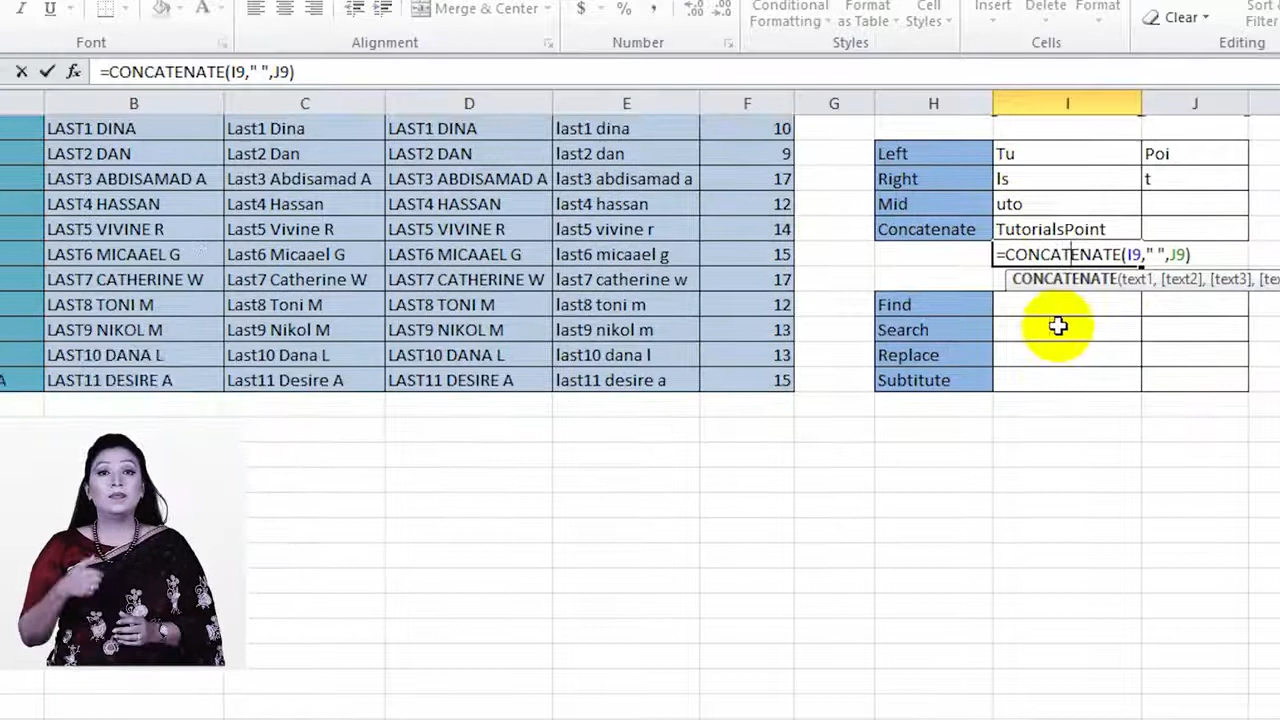 Conditional Format Cell Insert Delete Format Sort &
I U A Merge & Center $ % , Formatting as Table Styles Clear Filter
Font Alignment Number Styles Cells Editing
fx =CONCATENATE(I9," ",J9)
B C D E F G H I J
LAST1 DINA Last1 Dina LAST1 DINA last1 dina 10
LAST2 DAN Last2 Dan LAST2 DAN last2 dan 9 Left Tu Poi
LAST3 ABDISAMAD A Last3 Abdisamad A LAST3 ABDISAMAD A last3 abdisamad a 17 Right ls t
LAST4 HASSAN Last4 Hassan LAST4 HASSAN last4 hassan 12 Mid uto
LAST5 VIVINE R Last5 Vivine R LAST5 VIVINE R last5 vivine r 14 Concatenate TutorialsPoint
LAST6 MICAAEL G Last6 Micaael G LAST6 MICAAEL G last6 micaael g 15 =CONCATENATE(I9," ",J9)
LAST7 CATHERINE W Last7 Catherine W LAST7 CATHERINE W last7 catherine w 17 CONCATENATE(text1, [text2], [text3], [te
LAST8 TONI M Last8 Toni M LAST8 TONI M last8 toni m 12 Find
LAST9 NIKOL M Last9 Nikol M LAST9 NIKOL M last9 nikol m 13 Search
LAST10 DANA L Last10 Dana L LAST10 DANA L last10 dana l 13 Replace
A LAST11 DESIRE A Last11 Desire A LAST11 DESIRE A last11 desire a 15 Subtitute